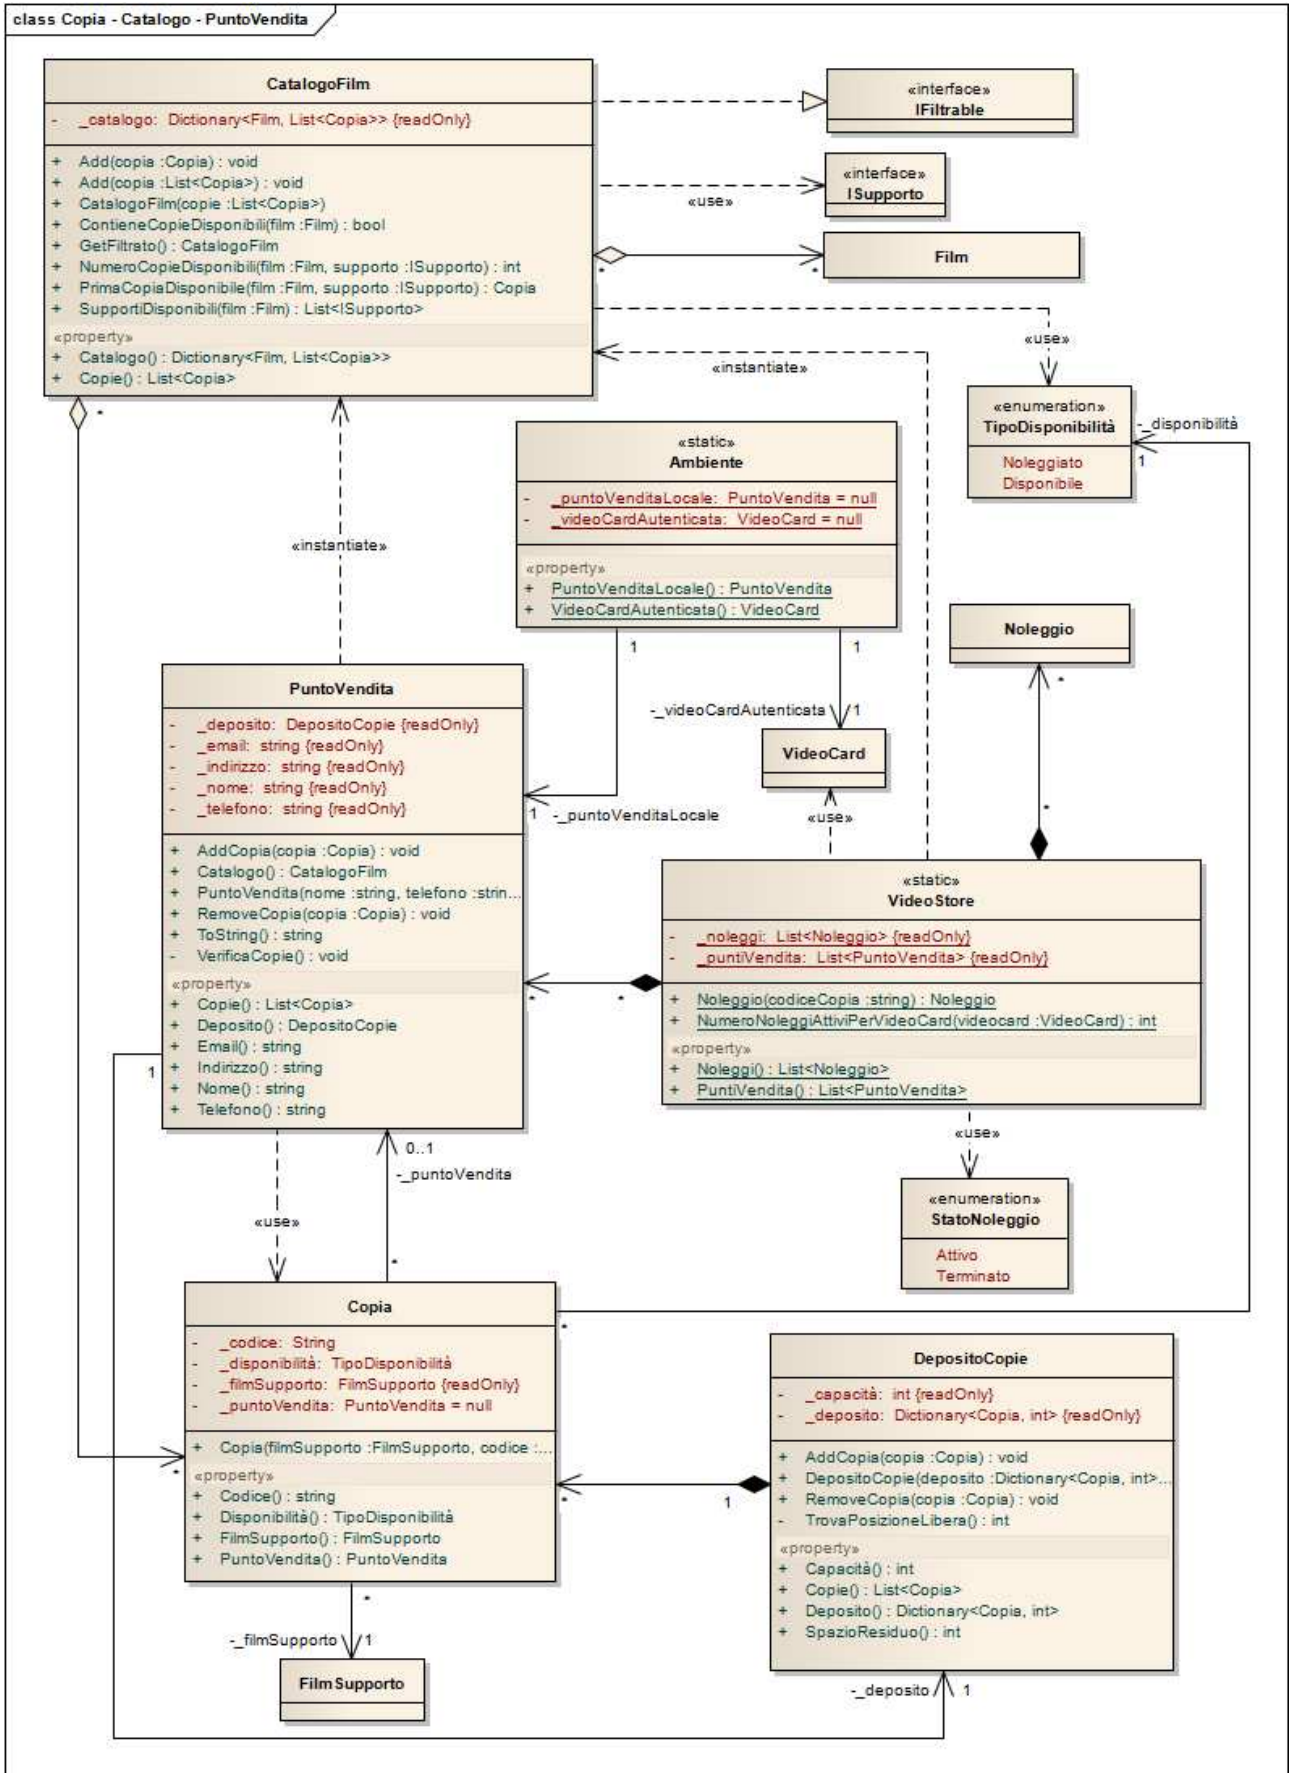 class Copia - Catalogo - PuntoVendita
CatalogoFilm
- _catalogo: Dictionary<Film, List<Copia>> {readOnly}
+ Add(copia :Copia) : void
+ Add(copia :List<Copia>) : void
+ CatalogoFilm(copie :List<Copia>)
+ ContieneCopieDisponibili(film :Film) : bool
+ GetFiltrato() : CatalogoFilm
+ NumeroCopieDisponibili(film :Film, supporto :ISupporto) : int
+ PrimaCopiaDisponibile(film :Film, supporto :ISupporto) : Copia
+ SupportiDisponibili(film :Film) : List<ISupporto>
«property»
+ Catalogo() : Dictionary<Film, List<Copia>>
+ Copie() : List<Copia>
«interface»
IFiltrable
«interface»
ISupporto
«use»
Film
*
*
«use»
«instantiate»
*
«enumeration»
TipoDisponibilità
Noleggiato
Disponibile
-_disponibilità
1
«static»
Ambiente
- _puntoVenditaLocale: PuntoVendita = null
- _videoCardAutenticata: VideoCard = null
«property»
+ PuntoVenditaLocale() : PuntoVendita
+ VideoCardAutenticata() : VideoCard
«instantiate»
1
1
Noleggio
*
PuntoVendita
- _deposito: DepositoCopie {readOnly}
- _email: string {readOnly}
- _indirizzo: string {readOnly}
- _nome: string {readOnly}
- _telefono: string {readOnly}
+ AddCopia(copia :Copia) : void
+ Catalogo() : CatalogoFilm
+ PuntoVendita(nome :string, telefono :strin...
+ RemoveCopia(copia :Copia) : void
+ ToString() : string
- VerificaCopie() : void
«property»
+ Copie() : List<Copia>
+ Deposito() : DepositoCopie
+ Email() : string
+ Indirizzo() : string
+ Nome() : string
+ Telefono() : string
-_videoCardAutenticata
1
VideoCard
1
-_puntoVenditaLocale
«use»
*
«static»
VideoStore
- _noleggi: List<Noleggio> {readOnly}
- _puntiVendita: List<PuntoVendita> {readOnly}
+ Noleggio(codiceCopia :string) : Noleggio
+ NumeroNoleggiAttiviPerVideoCard(videocard :VideoCard) : int
«property»
+ Noleggi() : List<Noleggio>
+ PuntiVendita() : List<PuntoVendita>
*
*
1
«use»
0..1
-_puntoVendita
«enumeration»
StatoNoleggio
Attivo
Terminato
«use»
*
Copia
- _codice: String
- _disponibilità: TipoDisponibilità
- _filmSupporto: FilmSupporto {readOnly}
- _puntoVendita: PuntoVendita = null
+ Copia(filmSupporto :FilmSupporto, codice :...
«property»
+ Codice() : string
+ Disponibilità() : TipoDisponibilità
+ FilmSupporto() : FilmSupporto
+ PuntoVendita() : PuntoVendita
*
*
*
1
DepositoCopie
- _capacità: int {readOnly}
- _deposito: Dictionary<Copia, int> {readOnly}
+ AddCopia(copia :Copia) : void
+ DepositoCopie(deposito :Dictionary<Copia, int>...
+ RemoveCopia(copia :Copia) : void
- TrovaPosizioneLibera() : int
«property»
+ Capacità() : int
+ Copie() : List<Copia>
+ Deposito() : Dictionary<Copia, int>
+ SpazioResiduo() : int
*
-_filmSupporto
1
FilmSupporto
-_deposito
1